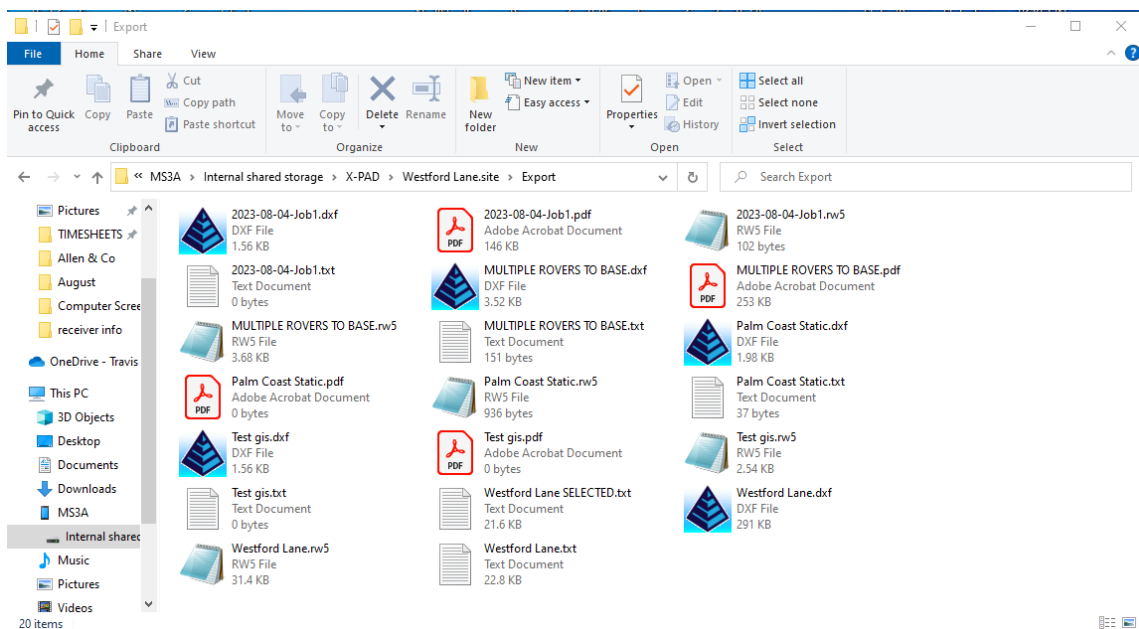 Export
File Home Share View
Pin to Quick access
Copy
Paste
Cut
Copy path
Paste shortcut
Clipboard
Move to
Copy to
Delete
Rename
Organize
New folder
New item
Easy access
New
Properties
Open
Edit
History
Open
Select all
Select none
Invert selection
Select
« MS3A > Internal shared storage > X-PAD > Westford Lane.site > Export
Search Export
Pictures
TIMESHEETS
Allen & Co
August
Computer Scree
receiver info
OneDrive - Travis
This PC
3D Objects
Desktop
Documents
Downloads
MS3A
Internal shared
Music
Pictures
Videos
2023-08-04-Job1.dxf
DXF File
1.56 KB
2023-08-04-Job1.pdf
Adobe Acrobat Document
146 KB
PDF
2023-08-04-Job1.rw5
RW5 File
102 bytes
2023-08-04-Job1.txt
Text Document
0 bytes
MULTIPLE ROVERS TO BASE.dxf
DXF File
3.52 KB
MULTIPLE ROVERS TO BASE.pdf
Adobe Acrobat Document
253 KB
PDF
MULTIPLE ROVERS TO BASE.rw5
RW5 File
3.68 KB
MULTIPLE ROVERS TO BASE.txt
Text Document
151 bytes
Palm Coast Static.dxf
DXF File
1.98 KB
Palm Coast Static.pdf
Adobe Acrobat Document
0 bytes
PDF
Palm Coast Static.rw5
RW5 File
936 bytes
Palm Coast Static.txt
Text Document
37 bytes
Test gis.dxf
DXF File
1.56 KB
Test gis.pdf
Adobe Acrobat Document
0 bytes
PDF
Test gis.rw5
RW5 File
2.54 KB
Test gis.txt
Text Document
0 bytes
Westford Lane SELECTED.txt
Text Document
21.6 KB
Westford Lane.dxf
DXF File
291 KB
Westford Lane.rw5
RW5 File
31.4 KB
Westford Lane.txt
Text Document
22.8 KB
20 items